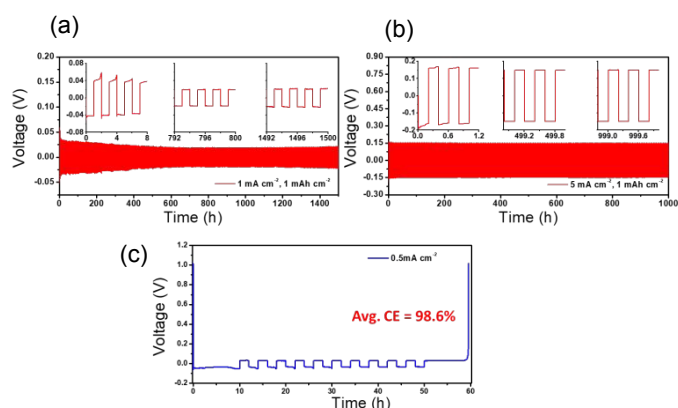 (a)
0.20
0.15
0.10
0.05
0.00
-0.05
Voltage (V)
0.08
0.04
0.00
-0.04
-0.08
0 4 8
792 796 800
1492 1496 1500
1 mA cm-2, 1 mAh cm-2
0 200 400 600 800 1000 1200 1400
Time (h)
(b)
0.90
0.75
0.60
0.45
0.30
0.15
0.00
-0.15
-0.30
Voltage (V)
0.2
0.1
0.0
-0.1
-0.2
0.0 0.6 1.2
499.2 499.8
999.0 999.6
5 mA cm-2, 1 mAh cm-2
0 200 400 600 800 1000
Time (h)
(c)
1.2
1.0
0.8
0.6
0.4
0.2
0.0
-0.2
Voltage (V)
0.5mA cm-2
Avg. CE = 98.6%
0 10 20 30 40 50 60
Time (h)